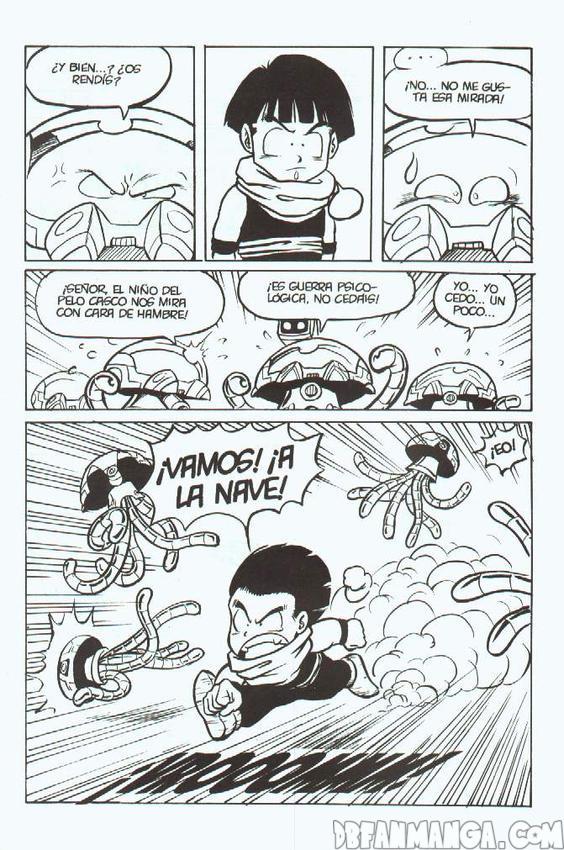 ¿Y BIEN...? ¿OS
RENDÍS?
...
¡NO... NO ME GUS-
TA ESA MIRADA!
¡SEÑOR, EL NIÑO DEL
PELO CASCO NOS MIRA
CON CARA DE HAMBRE!
¡ES GUERRA PSICO-
LÓGICA, NO CEDÁIS!
YO... YO
CEDO... UN
POCO...
¡VAMOS! ¡A
LA NAVE!
¡EO!
DBFANMANGA.COM